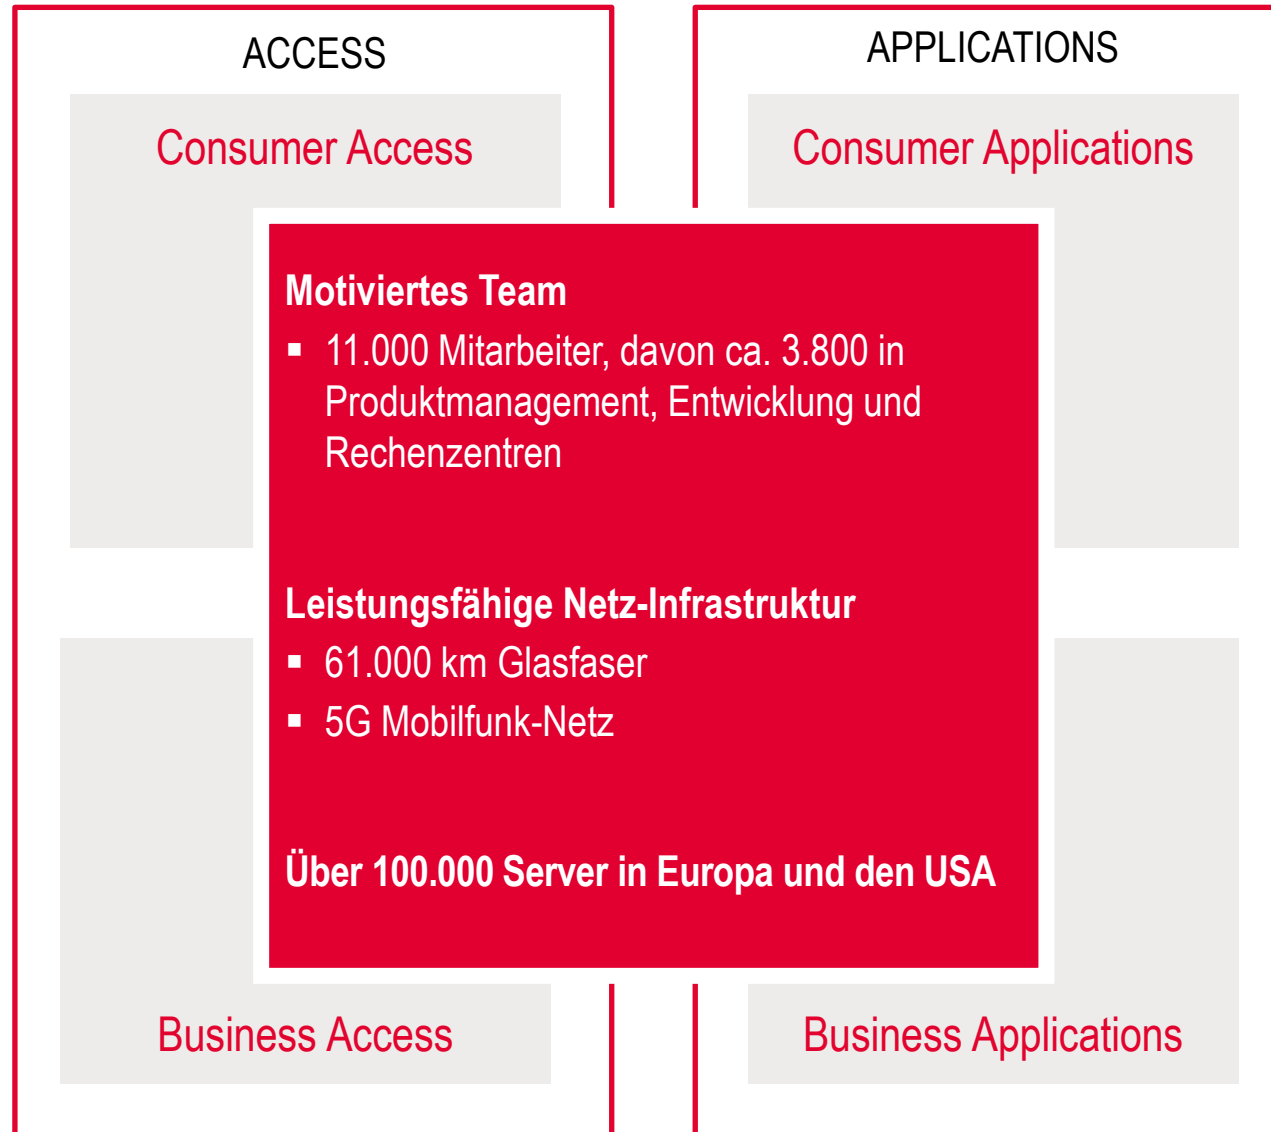 ACCESS
APPLICATIONS
Consumer Access
Consumer Applications
Motiviertes Team
▪ 11.000 Mitarbeiter, davon ca. 3.800 in
Produktmanagement, Entwicklung und
Rechenzentren
Leistungsfähige Netz-Infrastruktur
▪ 61.000 km Glasfaser
▪ 5G Mobilfunk-Netz
Über 100.000 Server in Europa und den USA
Business Access
Business Applications